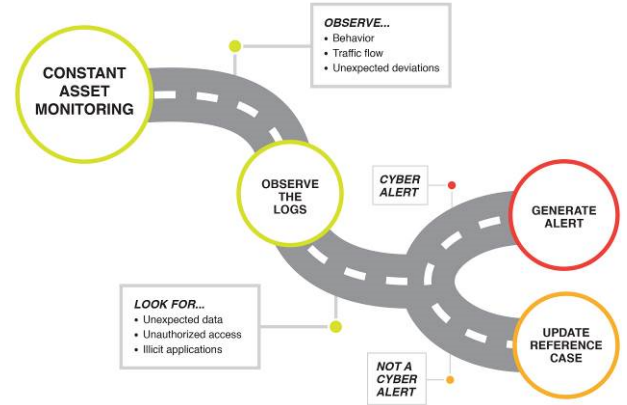 CONSTANT
ASSET
MONITORING
OBSERVE...
• Behavior
• Traffic flow
• Unexpected deviations
OBSERVE
THE
LOGS
LOOK FOR...
• Unexpected data
• Unauthorized access
• Illicit applications
CYBER
ALERT
GENERATE
ALERT
NOT A
CYBER
ALERT
UPDATE
REFERENCE
CASE